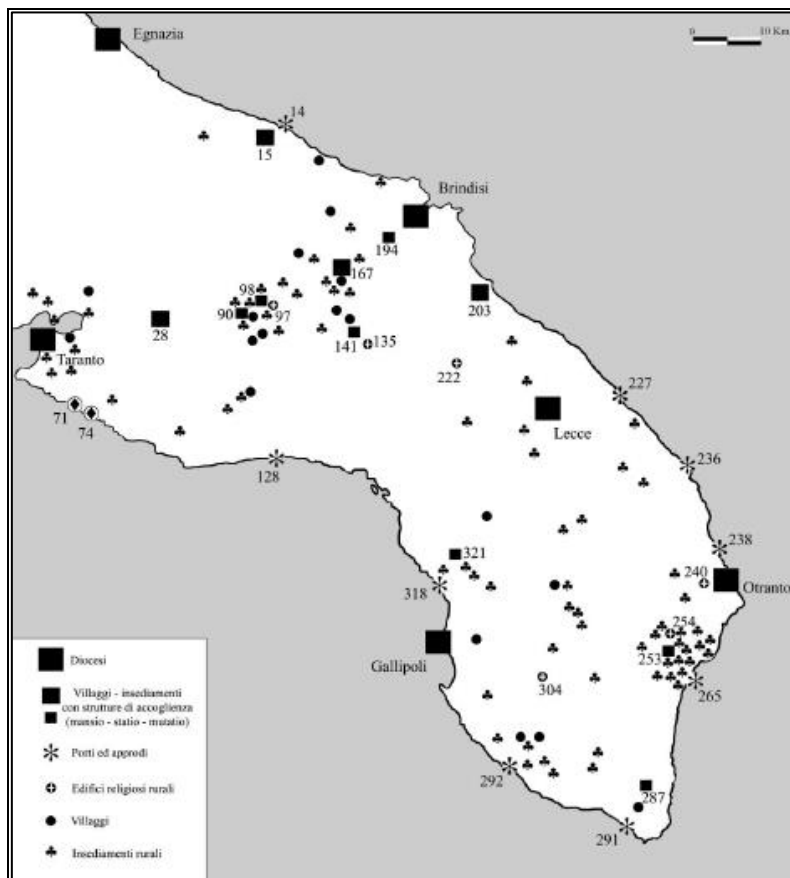 Egnazia
0 10 Km
14
15
Brindisi
194
167
98
90
97
28
203
141
135
Taranto
222
227
71
74
Lecce
128
236
238
321
240
318
Otranto
254
Gallipoli
253
304
265
292
287
291
Diocesi
Villaggi - insediamenti
con strutture di accoglienza
(mansio - statio - mutatio)
Porti ed approdi
Edifici religiosi rurali
Villaggi
Insediamenti rurali